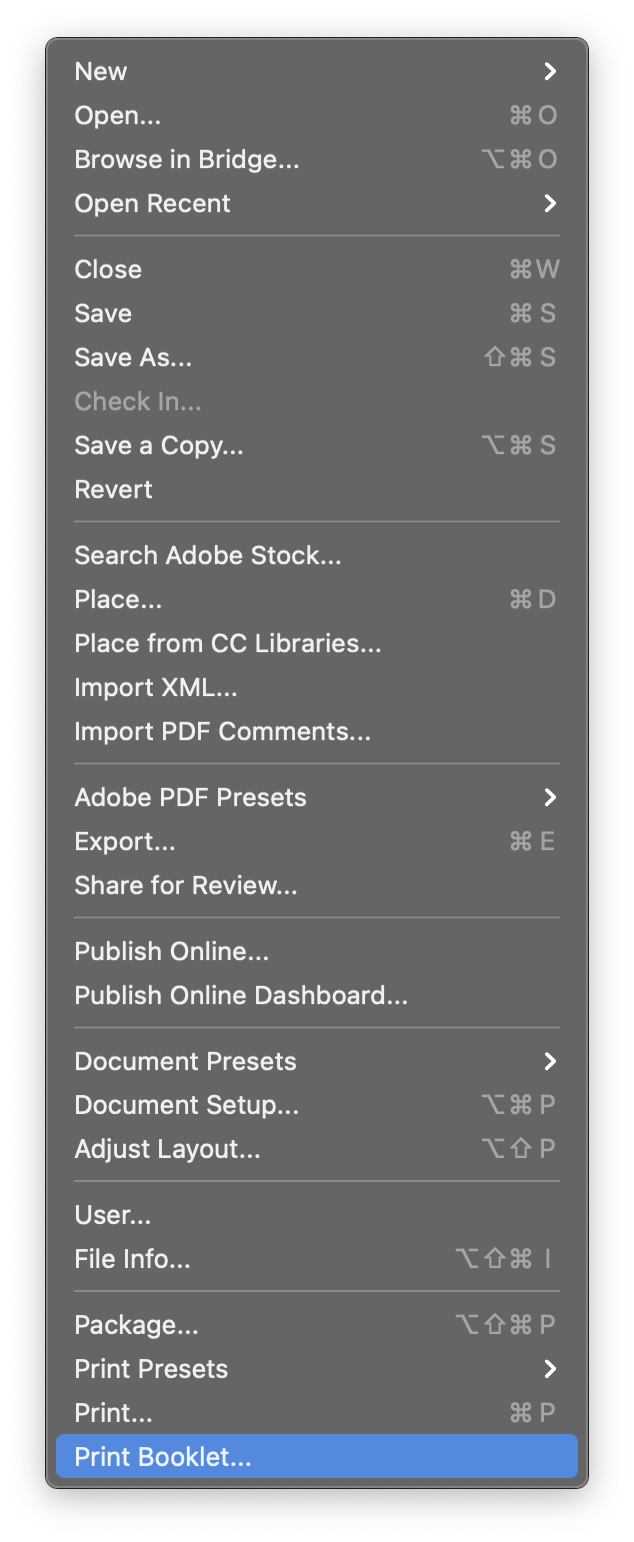 New
Open... ⌘ O
Browse in Bridge... ⌥⌘ O
Open Recent
Close ⌘ W
Save ⌘ S
Save As... ⇧⌘ S
Check In...
Save a Copy... ⌥⌘ S
Revert
Search Adobe Stock...
Place... ⌘ D
Place from CC Libraries...
Import XML...
Import PDF Comments...
Adobe PDF Presets
Export... ⌘ E
Share for Review...
Publish Online...
Publish Online Dashboard...
Document Presets
Document Setup... ⌥⌘ P
Adjust Layout... ⌥⇧ P
User...
File Info... ⌥⇧⌘ I
Package... ⌥⇧⌘ P
Print Presets
Print... ⌘ P
Print Booklet...